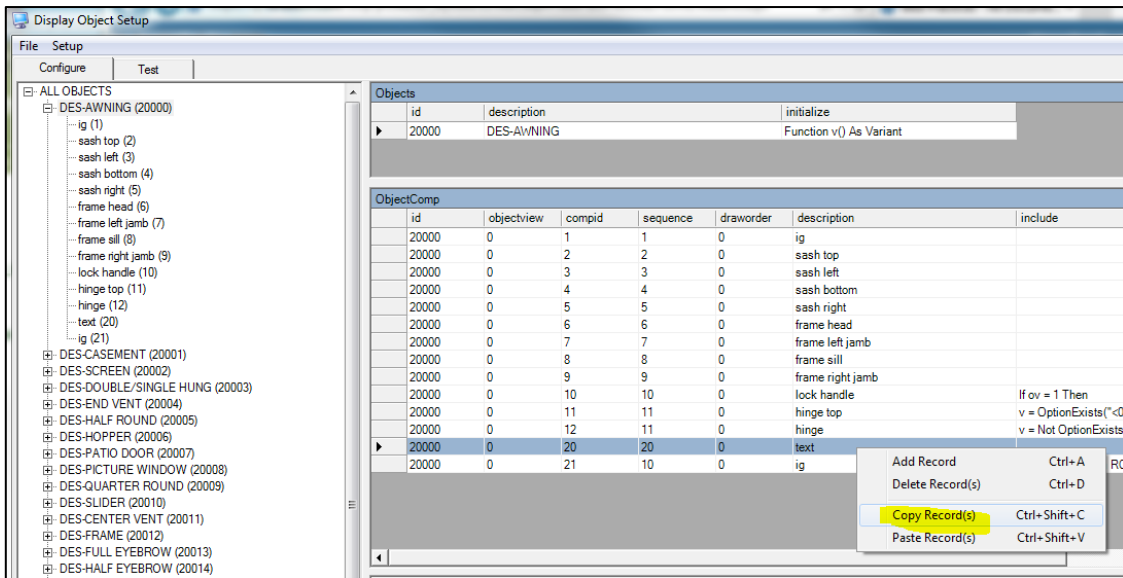 Display Object Setup
File Setup
Configure Test
ALL OBJECTS
DES-AWNING (20000)
ig (1)
sash top (2)
sash left (3)
sash bottom (4)
sash right (5)
frame head (6)
frame left jamb (7)
frame sill (8)
frame right jamb (9)
lock handle (10)
hinge top (11)
hinge (12)
text (20)
ig (21)
DES-CASEMENT (20001)
DES-SCREEN (20002)
DES-DOUBLE/SINGLE HUNG (20003)
DES-END VENT (20004)
DES-HALF ROUND (20005)
DES-HOPPER (20006)
DES-PATIO DOOR (20007)
DES-PICTURE WINDOW (20008)
DES-QUARTER ROUND (20009)
DES-SLIDER (20010)
DES-CENTER VENT (20011)
DES-FRAME (20012)
DES-FULL EYEBROW (20013)
DES-HALF EYEBROW (20014)
Objects
id description initialize
20000 DES-AWNING Function v() As Variant
ObjectComp
id objectview compid sequence draworder description include
20000 0 1 1 0 ig
20000 0 2 2 0 sash top
20000 0 3 3 0 sash left
20000 0 4 4 0 sash bottom
20000 0 5 5 0 sash right
20000 0 6 6 0 frame head
20000 0 7 7 0 frame left jamb
20000 0 8 8 0 frame sill
20000 0 9 9 0 frame right jamb
20000 0 10 10 0 lock handle If ov = 1 Then
20000 0 11 11 0 hinge top v = OptionExists("<0
20000 0 12 11 0 hinge v = Not OptionExists
20000 0 20 20 0 text
20000 0 21 10 0 ig
Add Record Ctrl+A
Delete Record(s) Ctrl+D
Copy Record(s) Ctrl+Shift+C
Paste Record(s) Ctrl+Shift+V